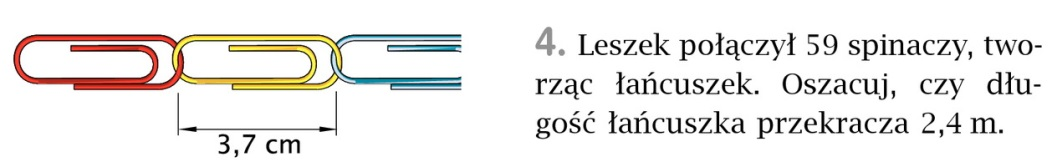 3,7 cm
4. Leszek połączył 59 spinaczy, two-
rząc łańcuszek. Oszacuj, czy dłu-
gość łańcuszka przekracza 2,4 m.